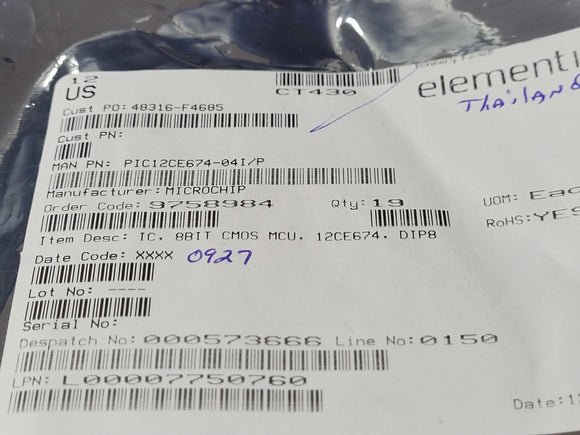 12
US
CT430
element
Thailand
Cust PO: 48316-F4685
Cust PN:
MAN PN: PIC12CE674-04I/P
Manufacturer: MICROCHIP
Order Code: 9758984 Qty: 19 UOM: Eac
RoHS: YES
Item Desc: IC, 8BIT CMOS MCU, 12CE674, DIP8
Date Code: XXXX 0927
Lot No: ----
Serial No:
Despatch No: 000573666 Line No: 0150
LPN: L00007750760
Date: 1